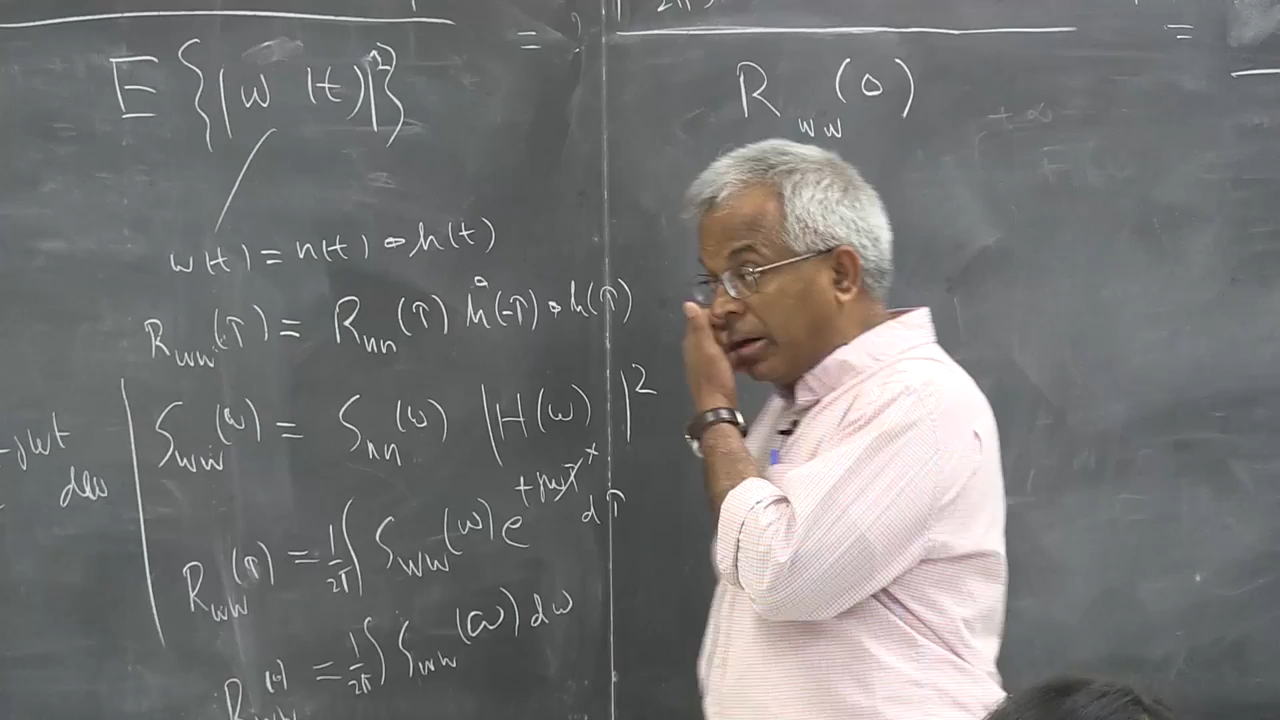 E{|w(t)|²}
= ?
R_ww(0)
=
w(t) = n(t) * h(t)
R_ww(τ) = R_nn(τ) h*(-τ) * h(τ)
S_ww(ω) = S_nn(ω) |H(ω)|²
-jωt
dω
R_ww(τ) = 1/2π ∫ S_ww(ω) e^{+jωτ} dτ
R_ww(0) = 1/2π ∫ S_ww(ω) dω